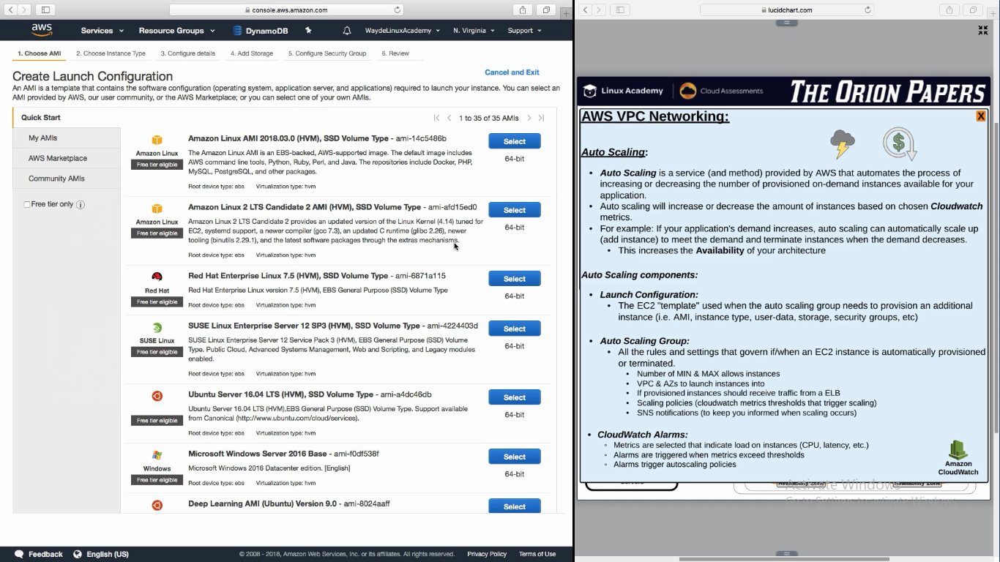 console.aws.amazon.com
aws
Services
Resource Groups
DynamoDB
WaydeLinuxAcademy
N. Virginia
Support
1. Choose AMI
2. Choose Instance Type
3. Configure details
4. Add Storage
5. Configure Security Group
6. Review
Create Launch Configuration
Cancel and Exit
An AMI is a template that contains the software configuration (operating system, application server, and applications) required to launch your instance. You can select an
AMI provided by AWS, our user community, or the AWS Marketplace; or you can select one of your own AMIs.
Quick Start
1 to 35 of 35 AMIs
My AMIs
AWS Marketplace
Community AMIs
Free tier only
Amazon Linux
Free tier eligible
Amazon Linux AMI 2018.03.0 (HVM), SSD Volume Type - ami-14c5486b
The Amazon Linux AMI is an EBS-backed, AWS-supported image. The default image includes
AWS command line tools, Python, Ruby, Perl, and Java. The repositories include Docker, PHP,
MySQL, PostgreSQL, and other packages.
Root device type: ebs Virtualization type: hvm
Select
64-bit
Amazon Linux
Free tier eligible
Amazon Linux 2 LTS Candidate 2 AMI (HVM), SSD Volume Type - ami-afd15ed0
Amazon Linux 2 LTS Candidate 2 provides an updated version of the Linux Kernel (4.14) tuned for
EC2, systemd support, a newer compiler (gcc 7.3), an updated C runtime (glibc 2.26), newer
tooling (binutils 2.29.1), and the latest software packages through the extras mechanisms.
Root device type: ebs Virtualization type: hvm
Select
64-bit
Red Hat
Free tier eligible
Red Hat Enterprise Linux 7.5 (HVM), SSD Volume Type - ami-6871a115
Red Hat Enterprise Linux version 7.5 (HVM), EBS General Purpose (SSD) Volume Type
Root device type: ebs Virtualization type: hvm
Select
64-bit
SUSE Linux
Free tier eligible
SUSE Linux Enterprise Server 12 SP3 (HVM), SSD Volume Type - ami-4224403d
SUSE Linux Enterprise Server 12 Service Pack 3 (HVM), EBS General Purpose (SSD) Volume
Type. Public Cloud, Advanced Systems Management, Web and Scripting, and Legacy modules
enabled.
Root device type: ebs Virtualization type: hvm
Select
64-bit
Free tier eligible
Ubuntu Server 16.04 LTS (HVM), SSD Volume Type - ami-a4dc46db
Ubuntu Server 16.04 LTS (HVM),EBS General Purpose (SSD) Volume Type. Support available
from Canonical (http://www.ubuntu.com/cloud/services).
Root device type: ebs Virtualization type: hvm
Select
64-bit
Windows
Free tier eligible
Microsoft Windows Server 2016 Base - ami-f0df538f
Microsoft Windows 2016 Datacenter edition. [English]
Root device type: ebs Virtualization type: hvm
Select
64-bit
Deep Learning AMI (Ubuntu) Version 9.0 - ami-8024aaff
Select
Feedback
English (US)
© 2008 - 2018, Amazon Web Services, Inc. or its affiliates. All rights reserved.
Privacy Policy
Terms of Use
lucidchart.com
Linux Academy
Cloud Assessments
THE ORION PAPERS
AWS VPC Networking:
X
Auto Scaling:
• Auto Scaling is a service (and method) provided by AWS that automates the process of
increasing or decreasing the number of provisioned on-demand instances available for your
application.
• Auto scaling will increase or decrease the amount of instances based on chosen Cloudwatch
metrics.
• For example: If your application's demand increases, auto scaling can automatically scale up
(add instance) to meet the demand and terminate instances when the demand decreases.
• This increases the Availability of your architecture
Auto Scaling components:
• Launch Configuration:
• The EC2 "template" used when the auto scaling group needs to provision an additional
instance (i.e. AMI, instance type, user-data, storage, security groups, etc)
• Auto Scaling Group:
• All the rules and settings that govern if/when an EC2 instance is automatically provisioned
or terminated.
• Number of MIN & MAX allows instances
• VPC & AZs to launch instances into
• If provisioned instances should receive traffic from a ELB
• Scaling policies (cloudwatch metrics thresholds that trigger scaling)
• SNS notifications (to keep you informed when scaling occurs)
• CloudWatch Alarms:
◦ Metrics are selected that indicate load on instances (CPU, latency, etc.)
◦ Alarms are triggered when metrics exceed thresholds
◦ Alarms trigger autoscaling policies
Amazon
CloudWatch
Activate Windows
Go to Settings to activate Windows.